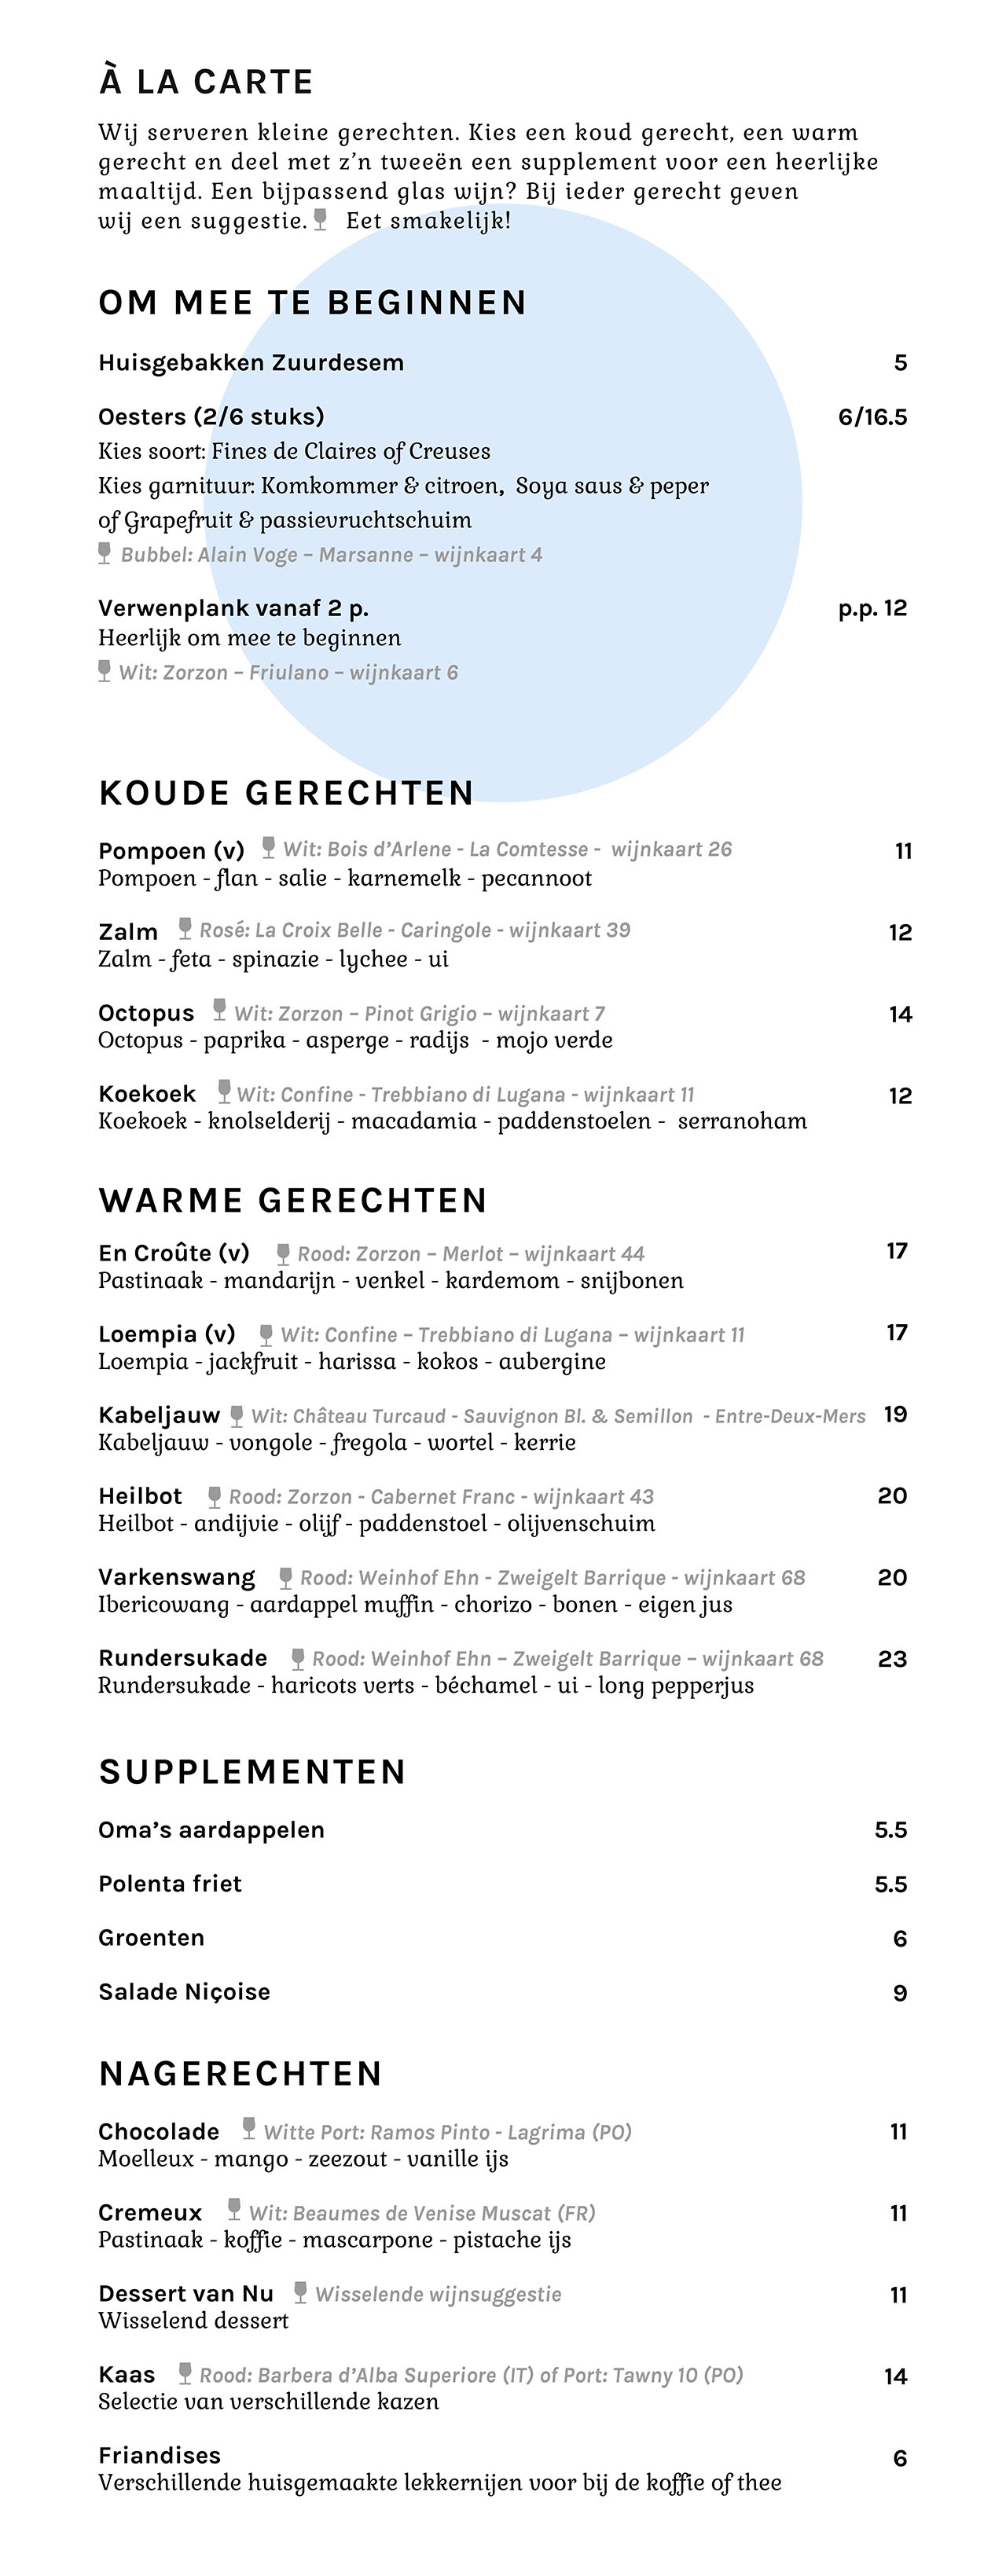 À LA CARTE
Wij serveren kleine gerechten. Kies een koud gerecht, een warm
gerecht en deel met z’n tweeën een supplement voor een heerlijke
maaltijd. Een bijpassend glas wijn? Bij ieder gerecht geven
wij een suggestie. Eet smakelijk!
OM MEE TE BEGINNEN
Huisgebakken Zuurdesem 5
Oesters (2/6 stuks) 6/16.5
Kies soort: Fines de Claires of Creuses
Kies garnituur: Komkommer & citroen, Soya saus & peper
of Grapefruit & passievruchtschuim
Bubbel: Alain Voge – Marsanne – wijnkaart 4
Verwenplank vanaf 2 p. p.p. 12
Heerlijk om mee te beginnen
Wit: Zorzon – Friulano – wijnkaart 6
KOUDE GERECHTEN
Pompoen (v) Wit: Bois d’Arlene - La Comtesse - wijnkaart 26 11
Pompoen - flan - salie - karnemelk - pecannoot
Zalm Rosé: La Croix Belle - Caringole - wijnkaart 39 12
Zalm - feta - spinazie - lychee - ui
Octopus Wit: Zorzon – Pinot Grigio – wijnkaart 7 14
Octopus - paprika - asperge - radijs - mojo verde
Koekoek Wit: Confine - Trebbiano di Lugana - wijnkaart 11 12
Koekoek - knolselderij - macadamia - paddenstoelen - serranoham
WARME GERECHTEN
En Croûte (v) Rood: Zorzon – Merlot – wijnkaart 44 17
Pastinaak - mandarijn - venkel - kardemom - snijbonen
Loempia (v) Wit: Confine – Trebbiano di Lugana – wijnkaart 11 17
Loempia - jackfruit - harissa - kokos - aubergine
Kabeljauw Wit: Château Turcaud - Sauvignon Bl. & Semillon - Entre-Deux-Mers 19
Kabeljauw - vongole - fregola - wortel - kerrie
Heilbot Rood: Zorzon - Cabernet Franc - wijnkaart 43 20
Heilbot - andijvie - olijf - paddenstoel - olijvenschuim
Varkenswang Rood: Weinhof Ehn - Zweigelt Barrique - wijnkaart 68 20
Ibericowang - aardappel muffin - chorizo - bonen - eigen jus
Rundersukade Rood: Weinhof Ehn – Zweigelt Barrique – wijnkaart 68 23
Rundersukade - haricots verts - béchamel - ui - long pepperjus
SUPPLEMENTEN
Oma’s aardappelen 5.5
Polenta friet 5.5
Groenten 6
Salade Niçoise 9
NAGERECHTEN
Chocolade Witte Port: Ramos Pinto - Lagrima (PO) 11
Moelleux - mango - zeezout - vanille ijs
Cremeux Wit: Beaumes de Venise Muscat (FR) 11
Pastinaak - koffie - mascarpone - pistache ijs
Dessert van Nu Wisselende wijnsuggestie 11
Wisselend dessert
Kaas Rood: Barbera d’Alba Superiore (IT) of Port: Tawny 10 (PO) 14
Selectie van verschillende kazen
Friandises 6
Verschillende huisgemaakte lekkernijen voor bij de koffie of thee